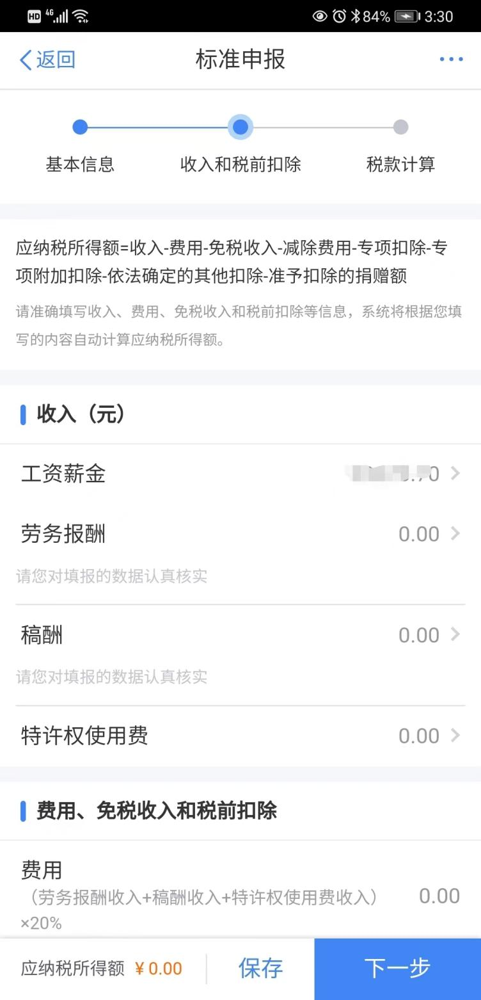 HD 4G 84% 3:30
返回 标准申报
基本信息 收入和税前扣除 税款计算
应纳税所得额=收入-费用-免税收入-减除费用-专项扣除-专
项附加扣除-依法确定的其他扣除-准予扣除的捐赠额
请准确填写收入、费用、免税收入和税前扣除等信息，系统将根据您填
写的内容自动计算应纳税所得额。
收入（元）
工资薪金
劳务报酬 0.00
请您对填报的数据认真核实
稿酬 0.00
请您对填报的数据认真核实
特许权使用费 0.00
费用、免税收入和税前扣除
费用
（劳务报酬收入+稿酬收入+特许权使用费收入） 0.00
×20%
应纳税所得额 ¥ 0.00 保存 下一步